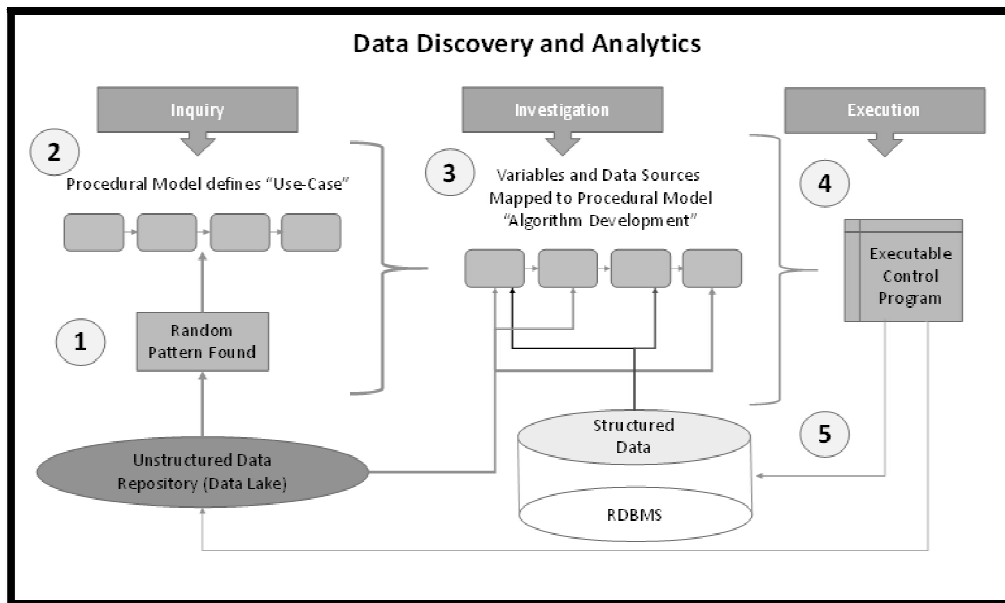 Data Discovery and Analytics
Inquiry
Investigation
Execution
2
Procedural Model defines “Use-Case”
3
Variables and Data Sources
Mapped to Procedural Model
“Algorithm Development”
4
Executable
Control
Program
1
Random
Pattern Found
Unstructured Data
Repository (Data Lake)
Structured
Data
RDBMS
5